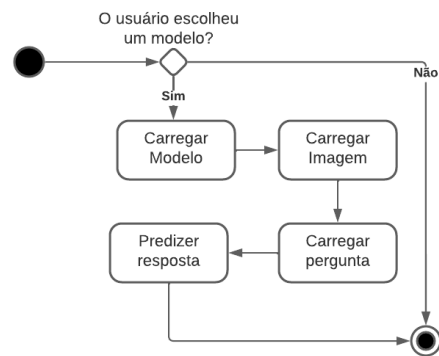 O usuário escolheu
um modelo?
Não
Sim
Carregar
Modelo
Carregar
Imagem
Carregar
pergunta
Predizer
resposta